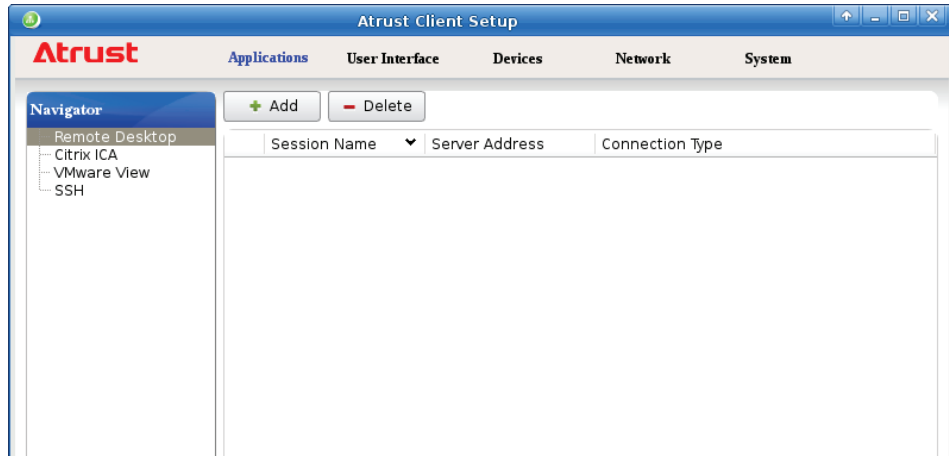 Atrust Client Setup
Atrust
Applications User Interface Devices Network System
Navigator
Remote Desktop
Citrix ICA
VMware View
SSH
Add Delete
Session Name Server Address Connection Type